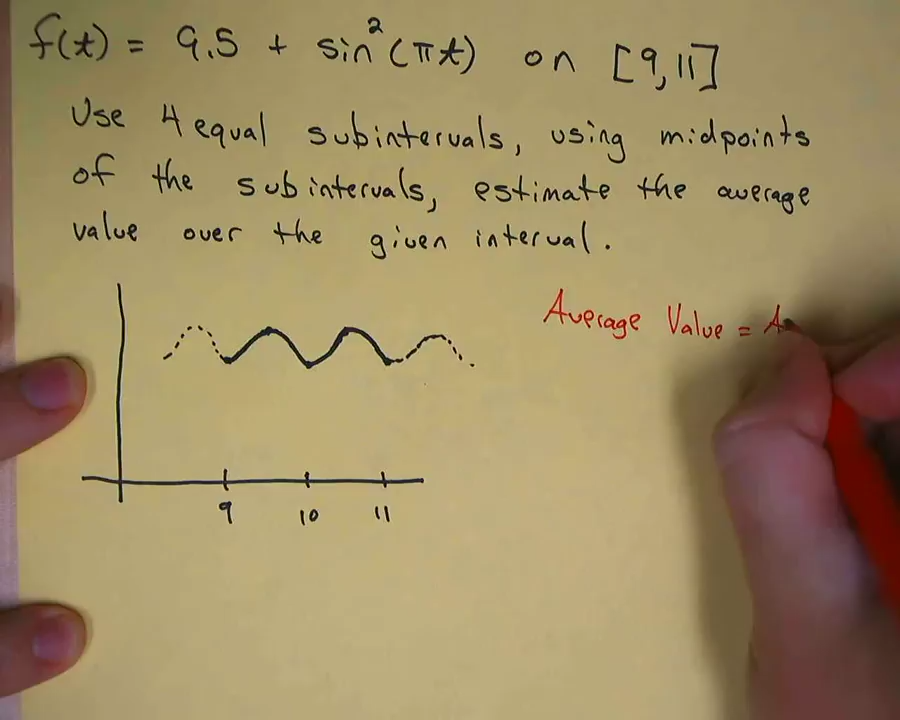 f(t) = 9.5 + sin²(πt) on [9,11]
Use 4 equal subintervals, using midpoints
of the subintervals, estimate the average
value over the given interval.
Average Value = A
9 10 11